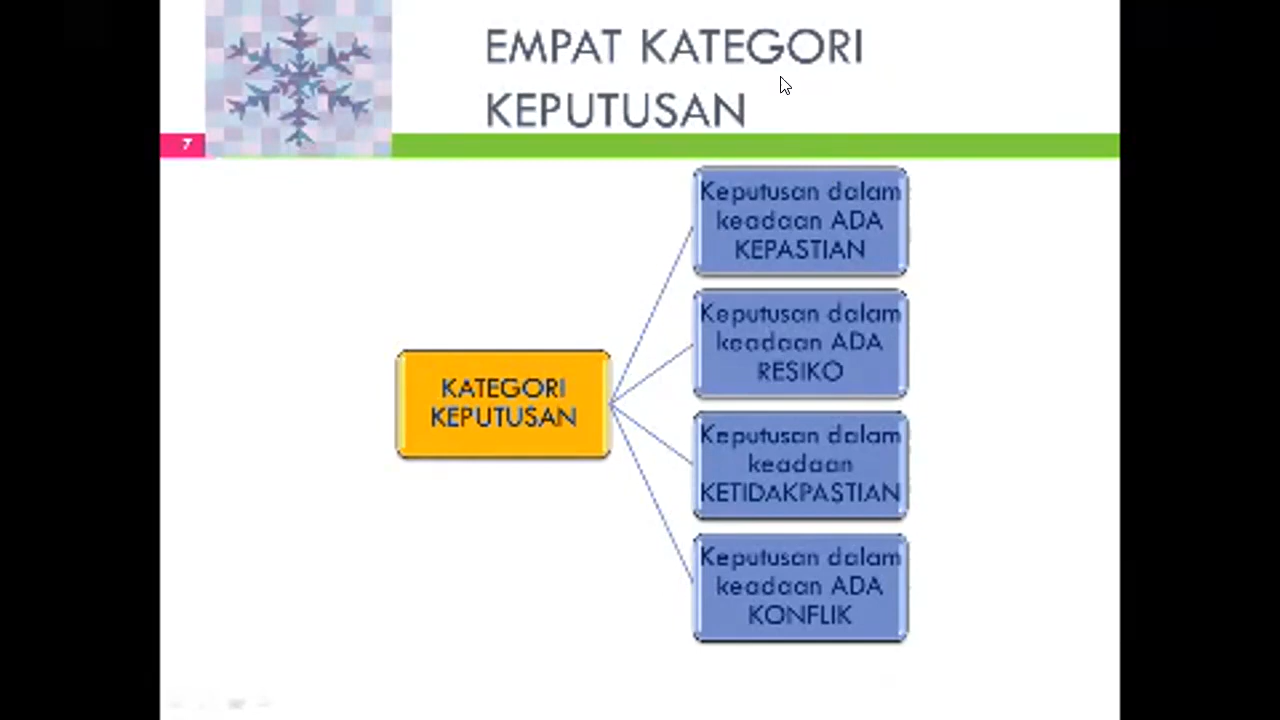 EMPAT KATEGORI
KEPUTUSAN
7
Keputusan dalam
keadaan ADA
KEPASTIAN
Keputusan dalam
keadaan ADA
RESIKO
KATEGORI
KEPUTUSAN
Keputusan dalam
keadaan
KETIDAKPASTIAN
Keputusan dalam
keadaan ADA
KONFLIK